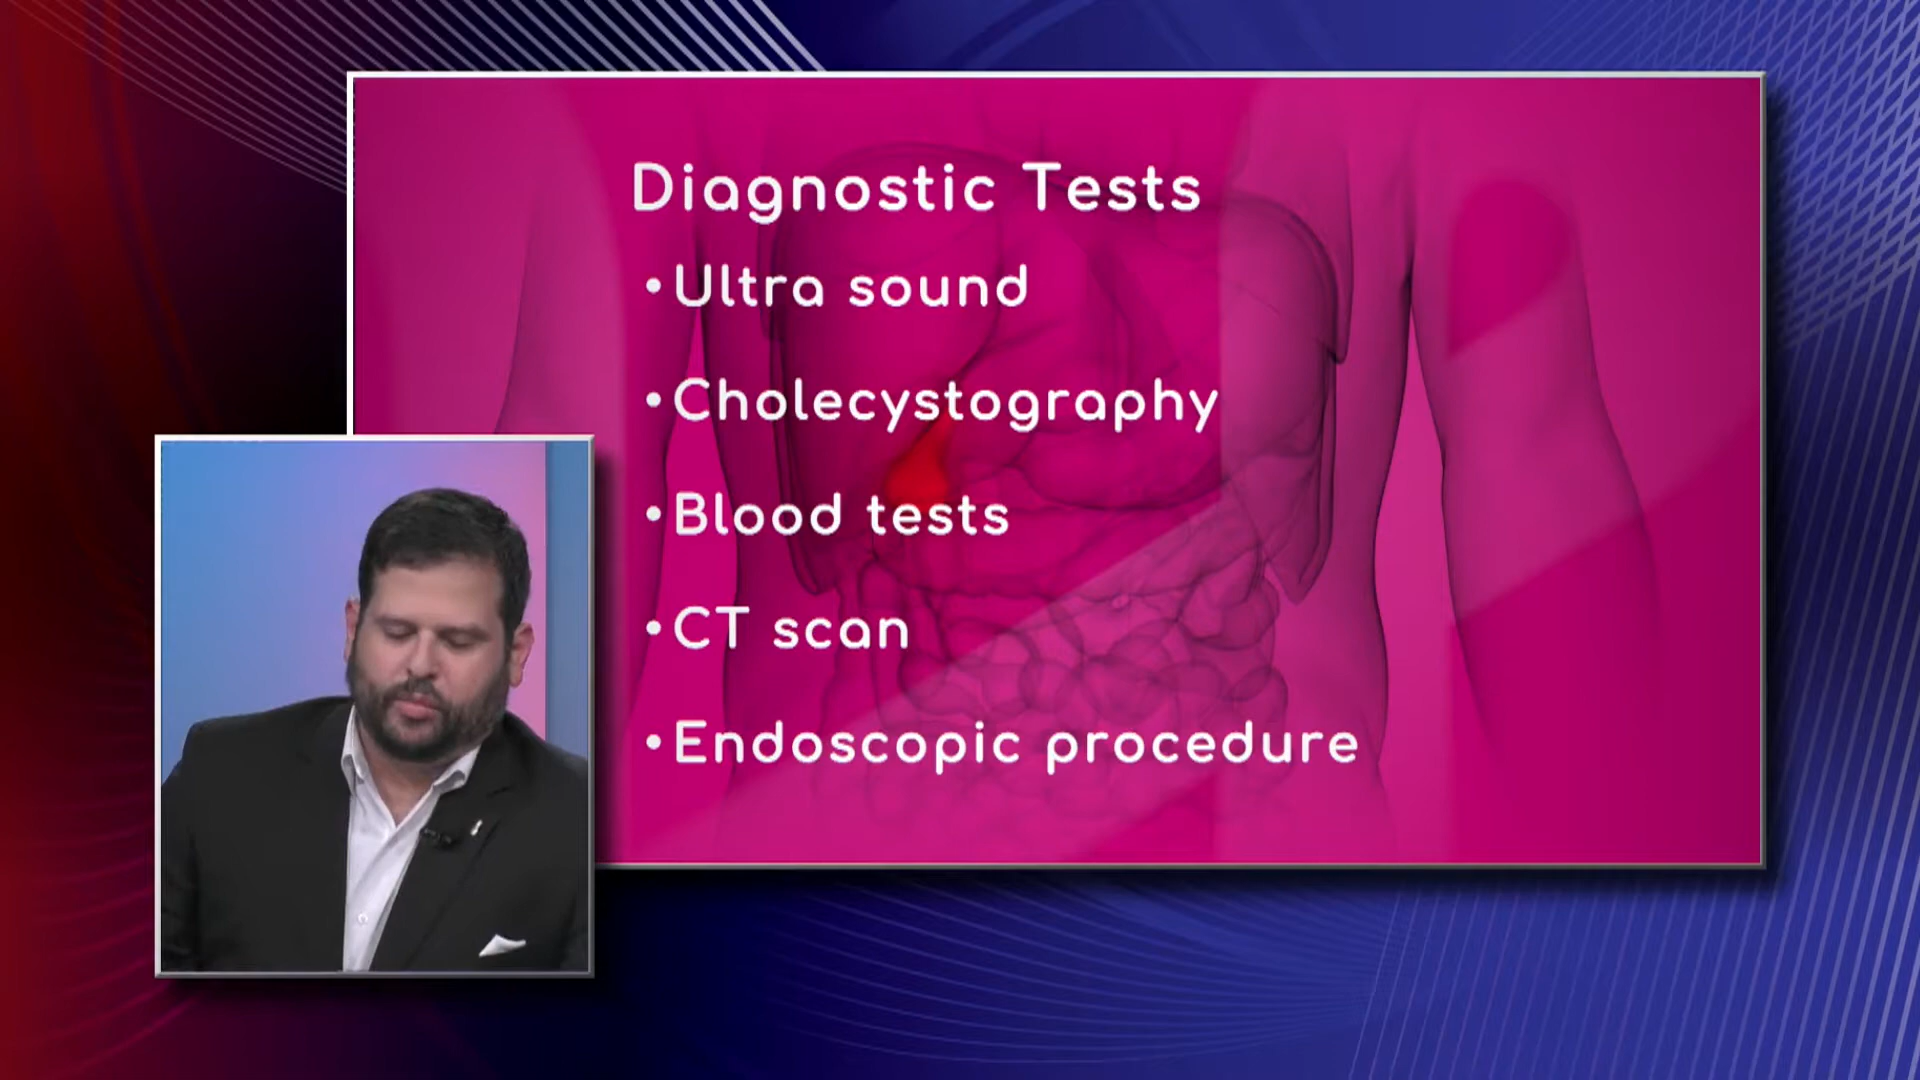 Diagnostic Tests
•Ultra sound
•Cholecystography
•Blood tests
•CT scan
•Endoscopic procedure